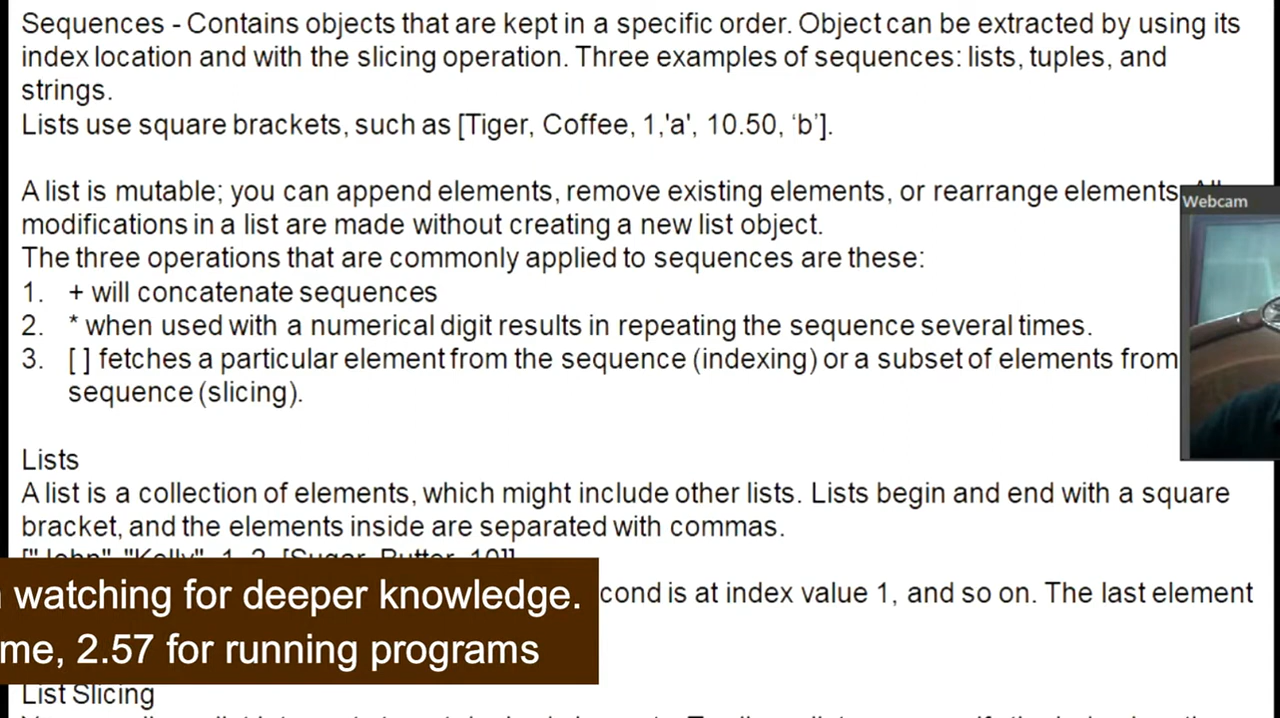 Sequences - Contains objects that are kept in a specific order. Object can be extracted by using its
index location and with the slicing operation. Three examples of sequences: lists, tuples, and
strings.
Lists use square brackets, such as [Tiger, Coffee, 1,'a', 10.50, ‘b’].
A list is mutable; you can append elements, remove existing elements, or rearrange elements.
Webcam
modifications in a list are made without creating a new list object.
The three operations that are commonly applied to sequences are these:
1. + will concatenate sequences
2. * when used with a numerical digit results in repeating the sequence several times.
3. [ ] fetches a particular element from the sequence (indexing) or a subset of elements from
sequence (slicing).
Lists
A list is a collection of elements, which might include other lists. Lists begin and end with a square
bracket, and the elements inside are separated with commas.
["John", "Kelly", 1, 2, [Sugar, Butter, 10]]
watching for deeper knowledge.
cond is at index value 1, and so on. The last element
me, 2.57 for running programs
List Slicing